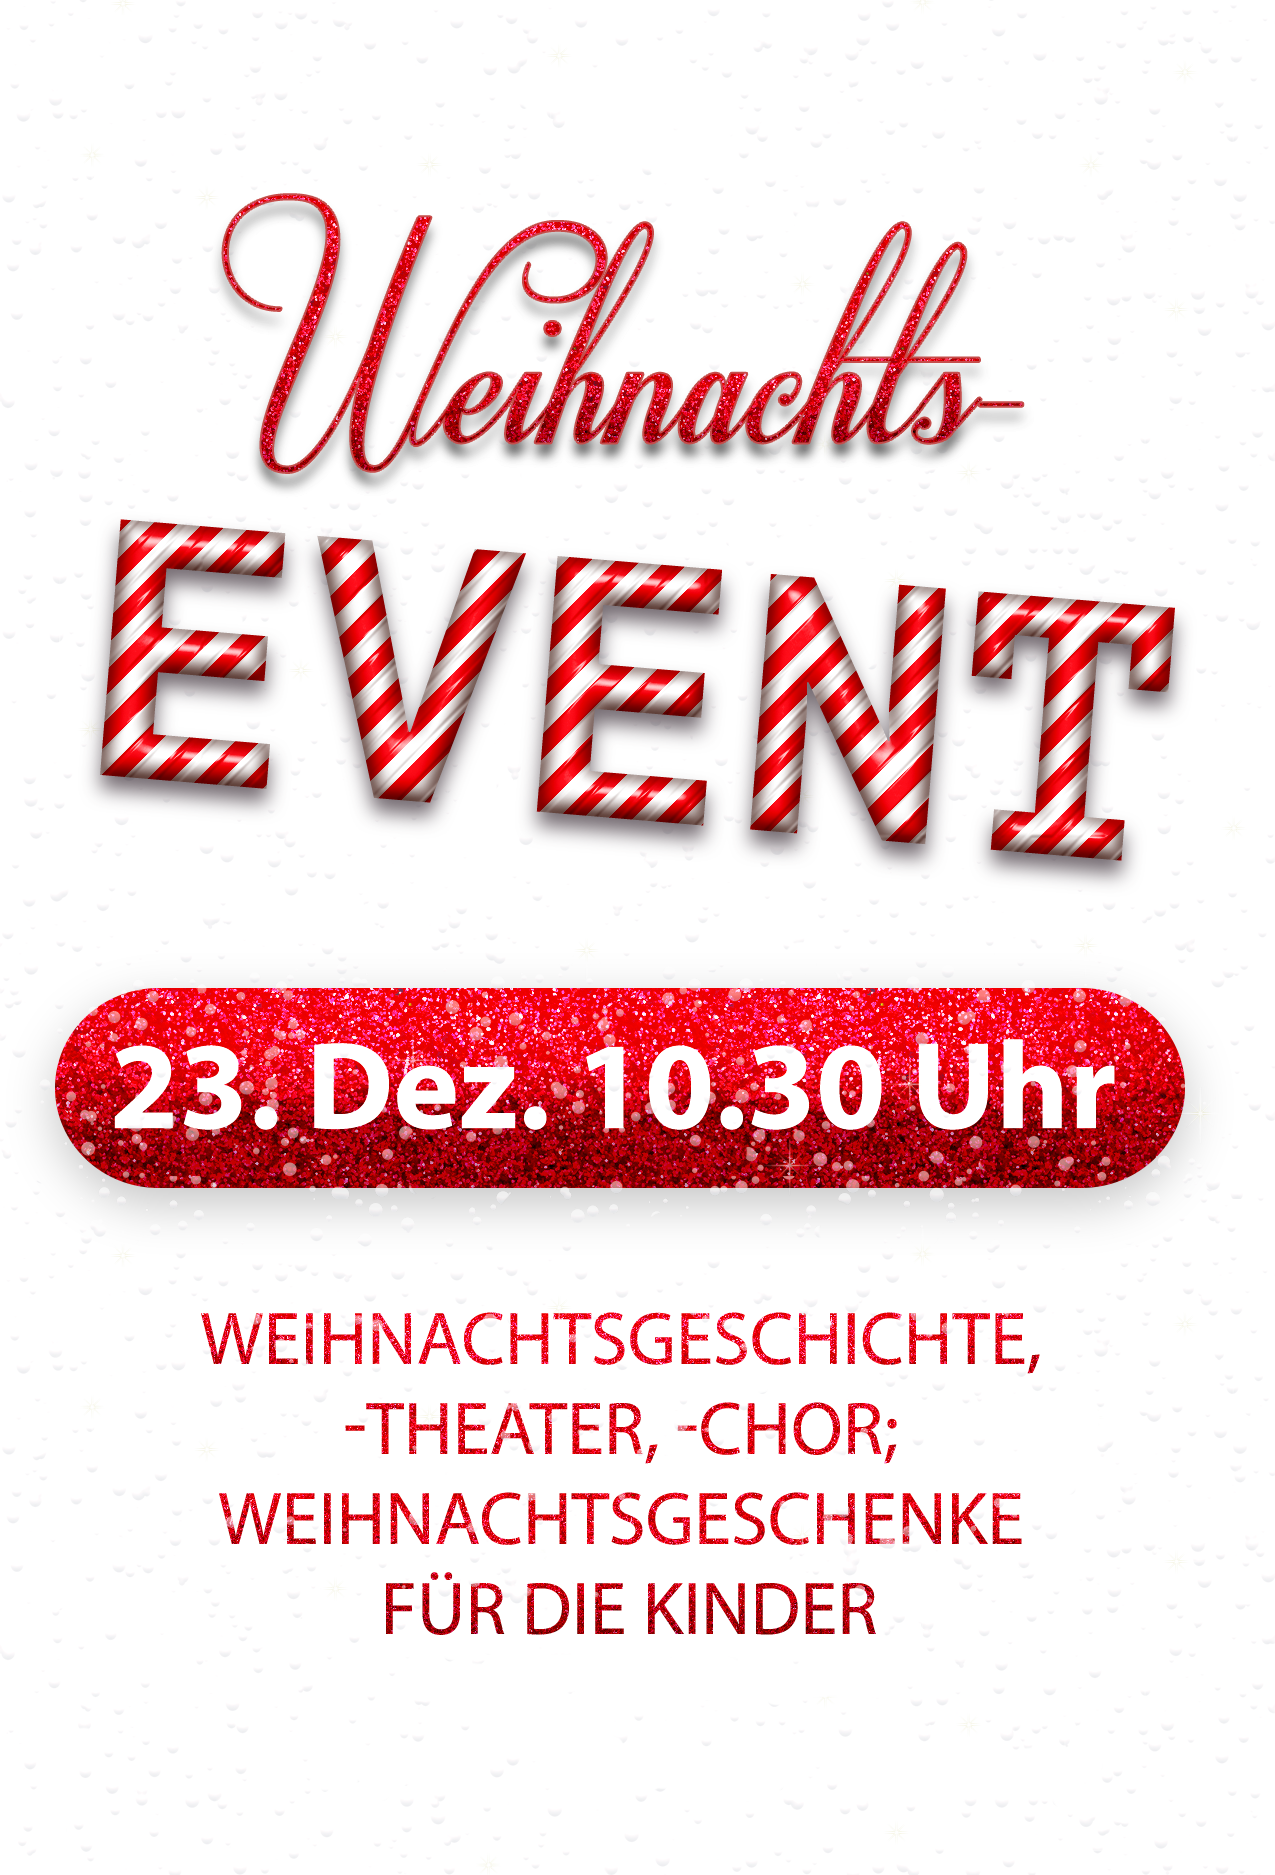 Weihnachts-
EVENT
23. Dez. 10.30 Uhr
WEIHNACHTSGESCHICHTE,
-THEATER, -CHOR;
WEIHNACHTSGESCHENKE
FÜR DIE KINDER